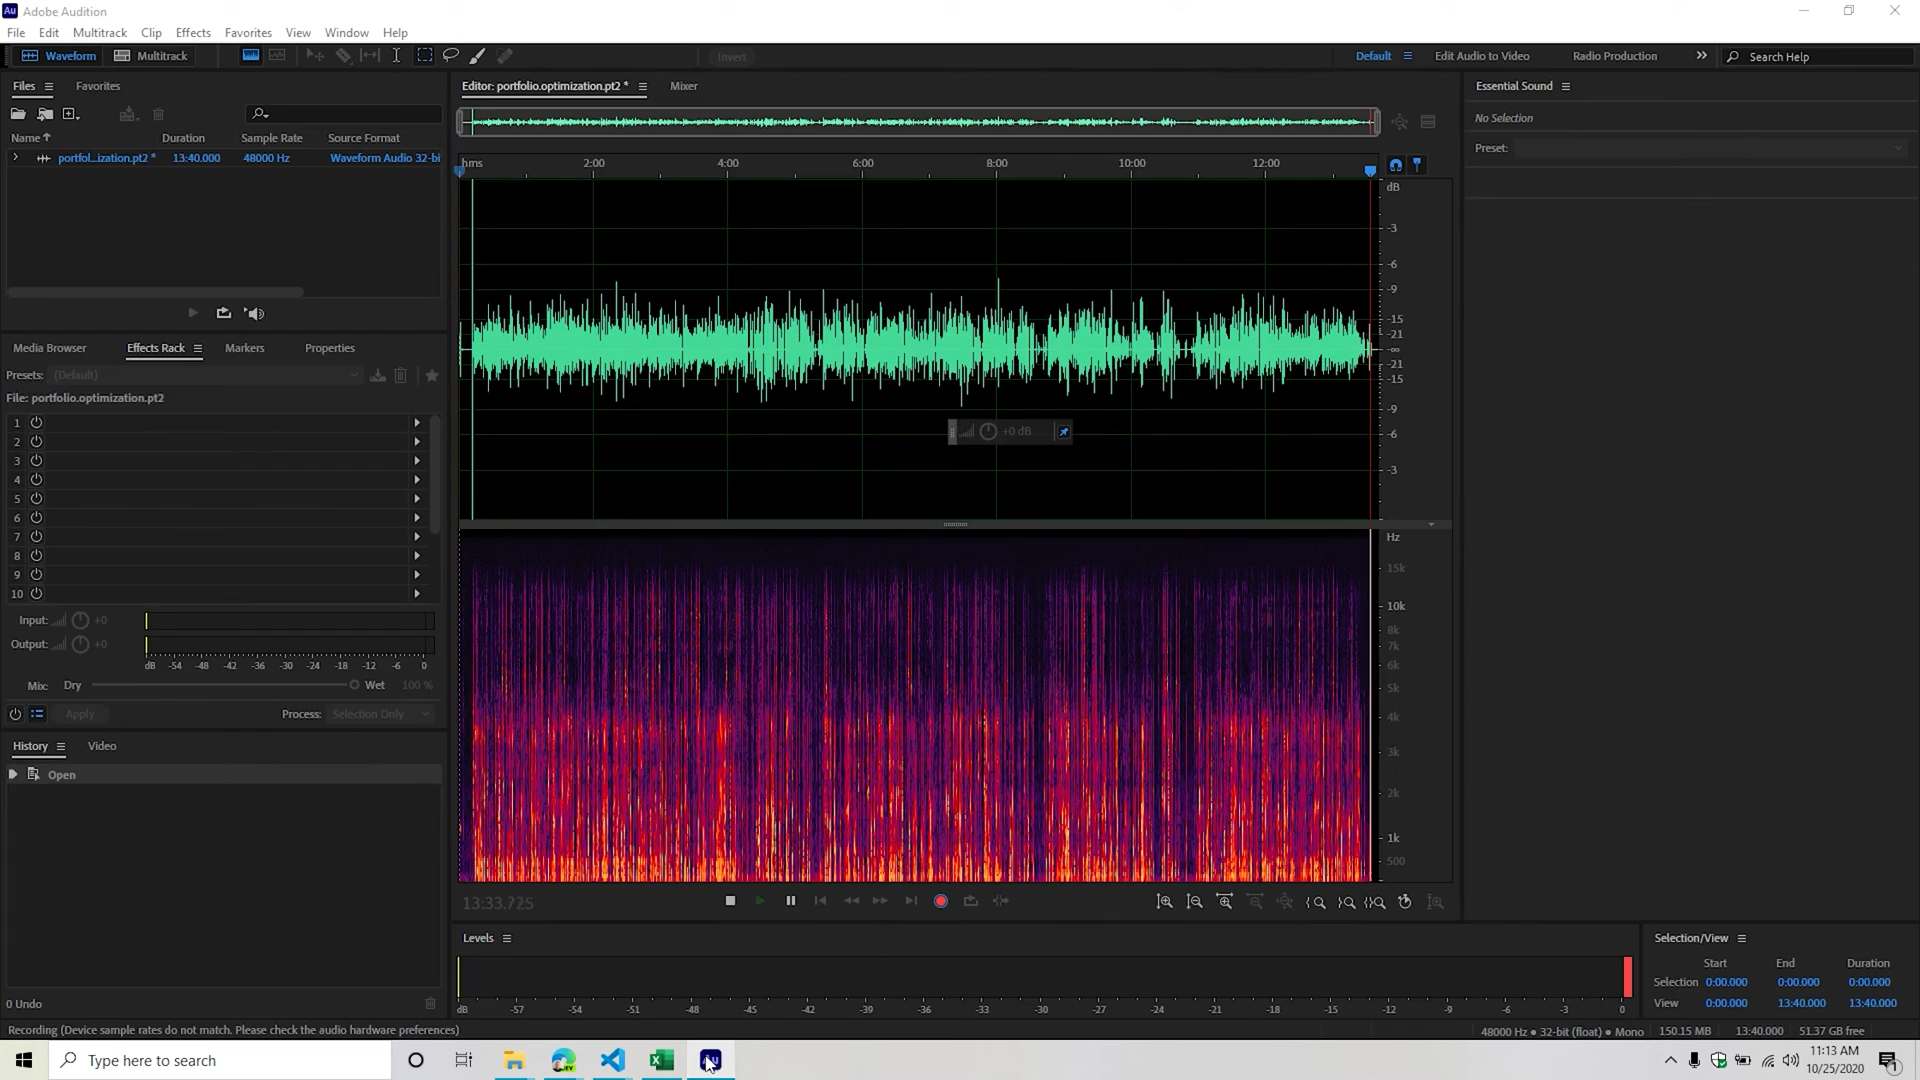 Adobe Audition
File Edit Multitrack Clip Effects Favorites View Window Help
Waveform Multitrack Invert Default Edit Audio to Video Radio Production Search Help
Files Favorites
Name Duration Sample Rate Source Format
portfol...ization.pt2 * 13:40.000 48000 Hz Waveform Audio 32-bi
Media Browser Effects Rack Markers Properties
Presets: (Default)
File: portfolio.optimization.pt2
1
2
3
4
5
6
7
8
9
10
Input: +0
Output: +0
dB -54 -48 -42 -36 -30 -24 -18 -12 -6 0
Mix: Dry Wet 100 %
Apply Process: Selection Only
History Video
Open
0 Undo
Editor: portfolio.optimization.pt2 * Mixer
hms 2:00 4:00 6:00 8:00 10:00 12:00
dB
-3
-6
-9
-15
-21
-∞
-21
-15
-9
-6
-3
+0 dB
Hz
15k
10k
8k
7k
6k
5k
4k
3k
2k
1k
500
13:33.725
Levels
dB -57 -54 -51 -48 -45 -42 -39 -36 -33 -30 -27 -24 -21 -18 -15 -12 -9 -6 -3 0
Essential Sound
No Selection
Preset:
Selection/View
Start End Duration
Selection 0:00.000 0:00.000 0:00.000
View 0:00.000 13:40.000 13:40.000
Recording (Device sample rates do not match. Please check the audio hardware preferences)
48000 Hz ● 32-bit (float) ● Mono 150.15 MB 13:40.000 51.37 GB free
Type here to search
DEV
Au
11:13 AM
10/25/2020
1